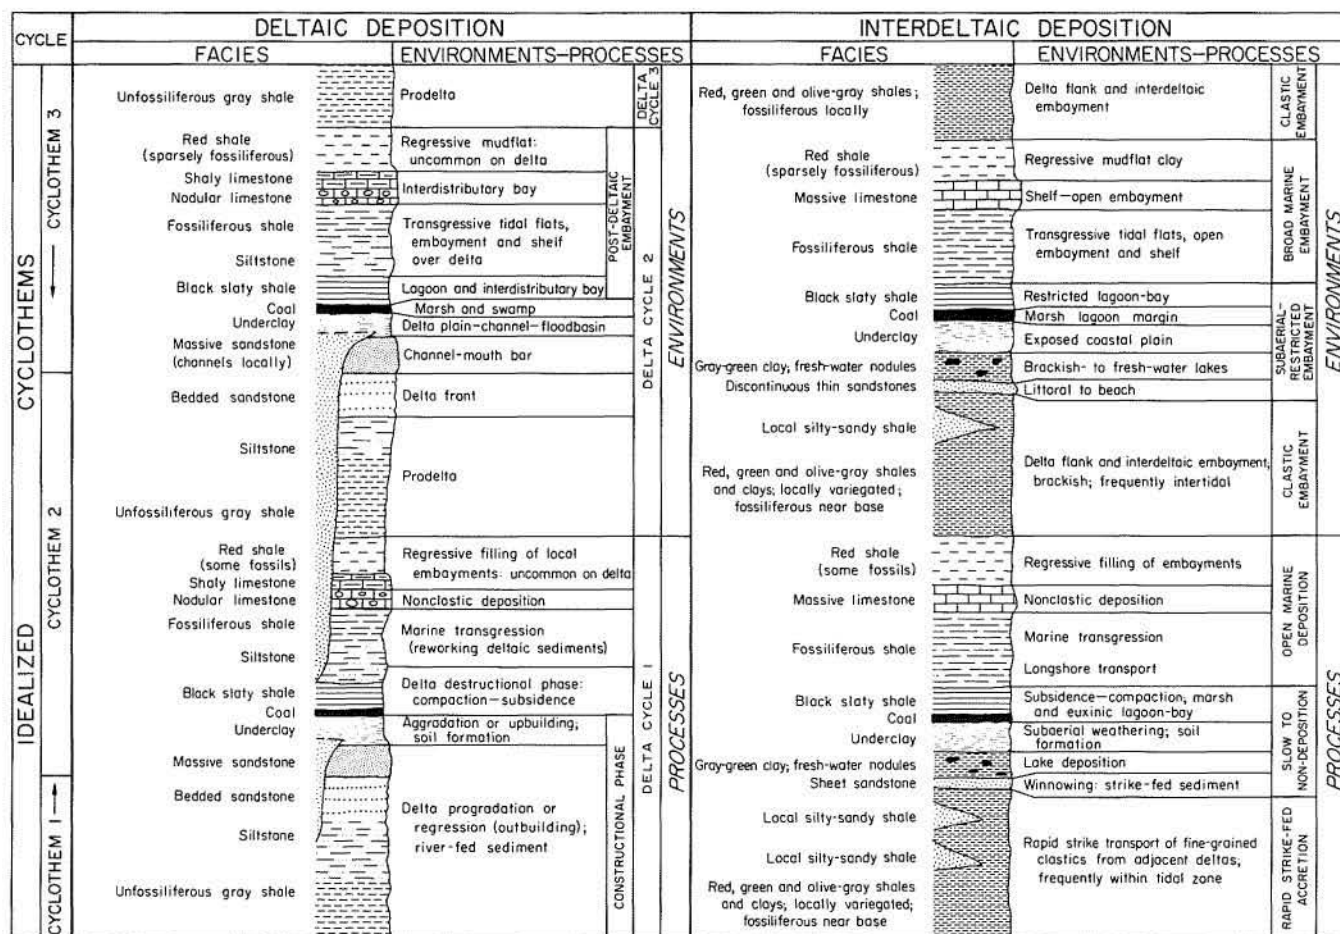 CYCLE
DELTAIC DEPOSITION
INTERDELTAIC DEPOSITION
FACIES
ENVIRONMENTS—PROCESSES
FACIES
ENVIRONMENTS—PROCESSES
IDEALIZED CYCLOTHEMS
CYCLOTHEM 3
CYCLOTHEM 2
CYCLOTHEM 1
Unfossiliferous gray shale
Red shale
(sparsely fossiliferous)
Shaly limestone
Nodular limestone
Fossiliferous shale
Siltstone
Black slaty shale
Coal
Underclay
Massive sandstone
(channels locally)
Bedded sandstone
Siltstone
Unfossiliferous gray shale
Red shale
(some fossils)
Shaly limestone
Nodular limestone
Fossiliferous shale
Siltstone
Black slaty shale
Coal
Underclay
Massive sandstone
Bedded sandstone
Siltstone
Unfossiliferous gray shale
Prodelta
Regressive mudflat:
uncommon on delta
Interdistributary bay
Transgressive tidal flats,
embayment and shelf
over delta
Lagoon and interdistributary bay
Marsh and swamp
Delta plain-channel-floodbasin
Channel-mouth bar
Delta front
Prodelta
Regressive filling of local
embayments: uncommon on delta
Nonclastic deposition
Marine transgression
(reworking deltaic sediments)
Delta destructional phase:
compaction—subsidence
Aggradation or upbuilding;
soil formation
Delta progradation or
regression (outbuilding);
river-fed sediment
DELTA
CYCLE 3
POST-DELTAIC
EMBAYMENT
DELTA CYCLE 2
CONSTRUCTIONAL PHASE
DELTA CYCLE 1
ENVIRONMENTS
PROCESSES
Red, green and olive-gray shales;
fossiliferous locally
Red shale
(sparsely fossiliferous)
Massive limestone
Fossiliferous shale
Black slaty shale
Coal
Underclay
Gray-green clay; fresh-water nodules
Discontinuous thin sandstones
Local silty-sandy shale
Red, green and olive-gray shales
and clays; locally variegated;
fossiliferous near base
Red shale
(some fossils)
Massive limestone
Fossiliferous shale
Black slaty shale
Coal
Underclay
Gray-green clay; fresh-water nodules
Sheet sandstone
Local silty-sandy shale
Local silty-sandy shale
Red, green and olive-gray shales
and clays; locally variegated;
fossiliferous near base
Delta flank and interdeltaic
embayment
Regressive mudflat clay
Shelf—open embayment
Transgressive tidal flats, open
embayment and shelf
Restricted lagoon-bay
Marsh lagoon margin
Exposed coastal plain
Brackish- to fresh-water lakes
Littoral to beach
Delta flank and interdeltaic embayment,
brackish; frequently intertidal
Regressive filling of embayments
Nonclastic deposition
Marine transgression
Longshore transport
Subsidence—compaction; marsh
and euxinic lagoon-bay
Subaerial weathering; soil
formation
Lake deposition
Winnowing: strike-fed sediment
Rapid strike transport of fine-grained
clastics from adjacent deltas;
frequently within tidal zone
CLASTIC
EMBAYMENT
BROAD MARINE
EMBAYMENT
SUBAERIAL-
RESTRICTED
EMBAYMENT
CLASTIC
EMBAYMENT
OPEN MARINE
DEPOSITION
SLOW TO
NON-DEPOSITION
RAPID STRIKE-FED
ACCRETION
ENVIRONMENTS
PROCESSES